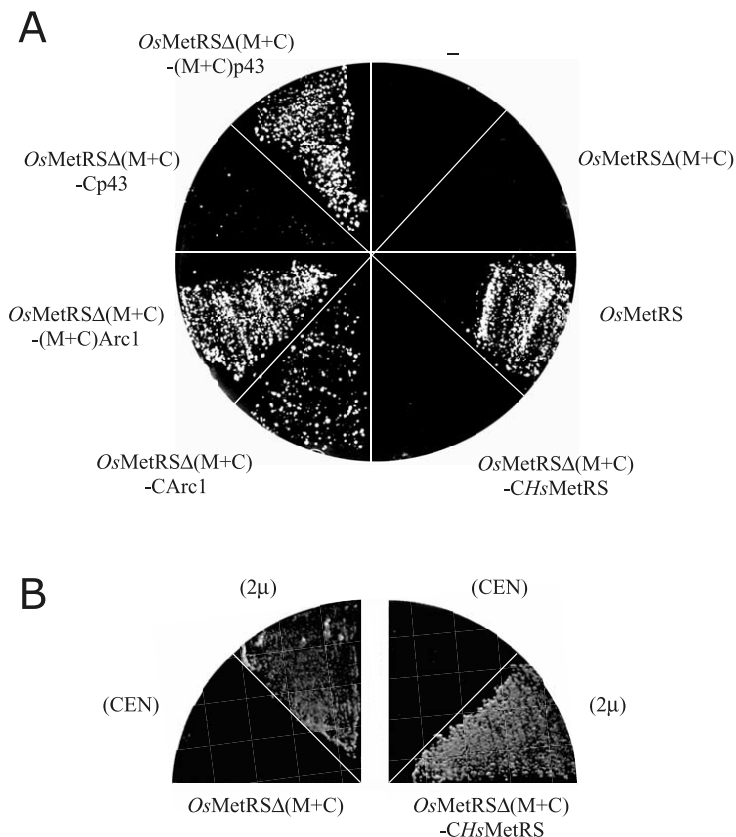 A
OsMetRSΔ(M+C)
-(M+C)p43
–
OsMetRSΔ(M+C)
-Cp43
OsMetRSΔ(M+C)
OsMetRSΔ(M+C)
-(M+C)Arc1
OsMetRS
OsMetRSΔ(M+C)
-CArc1
OsMetRSΔ(M+C)
-CHsMetRS
B
(2μ)
(CEN)
(CEN)
(2μ)
OsMetRSΔ(M+C)
OsMetRSΔ(M+C)
-CHsMetRS